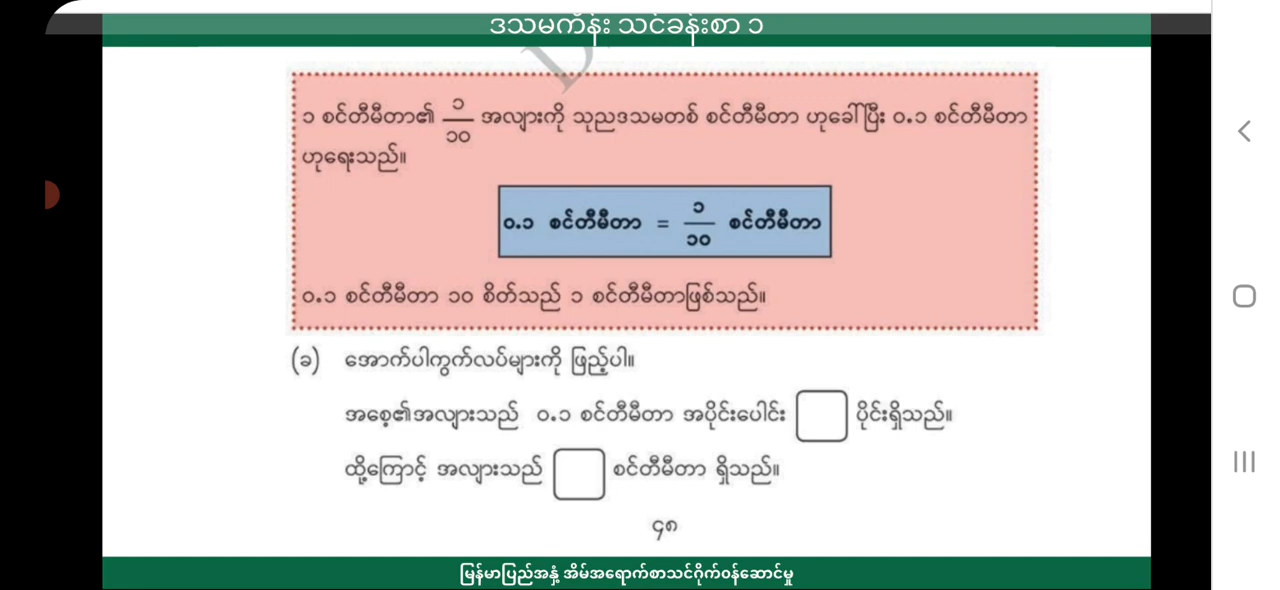 ဒသမကိန်း သင်ခန်းစာ ၁
၁ စင်တီမီတာ၏ ၁/၁၀ အလျားကို သုညဒသမတစ် စင်တီမီတာ ဟုခေါ်ပြီး ၀.၁ စင်တီမီတာ
ဟုရေးသည်။
၀.၁ စင်တီမီတာ = ၁/၁၀ စင်တီမီတာ
၀.၁ စင်တီမီတာ ၁၀ စိတ်သည် ၁ စင်တီမီတာဖြစ်သည်။
(ခ) အောက်ပါကွက်လပ်များကို ဖြည့်ပါ။
အစေ့၏အလျားသည် ၀.၁ စင်တီမီတာ အပိုင်းပေါင်း ပိုင်းရှိသည်။
ထို့ကြောင့် အလျားသည် စင်တီမီတာ ရှိသည်။
၄၈
မြန်မာပြည်အနှံ့ အိမ်အရောက်စာသင်ဂိုက်ဝန်ဆောင်မှု